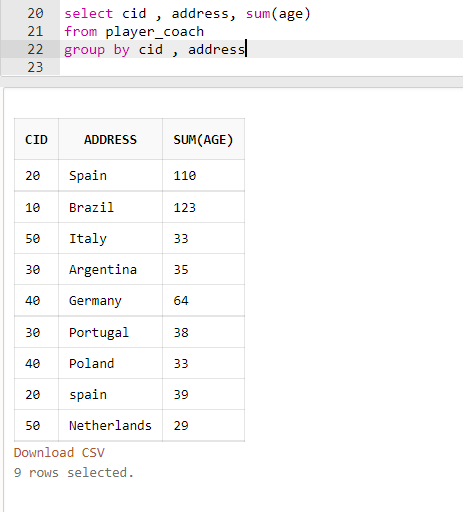 20 select cid , address, sum(age)
21 from player_coach
22 group by cid , address
23
CID ADDRESS SUM(AGE)
20 Spain 110
10 Brazil 123
50 Italy 33
30 Argentina 35
40 Germany 64
30 Portugal 38
40 Poland 33
20 spain 39
50 Netherlands 29
Download CSV
9 rows selected.